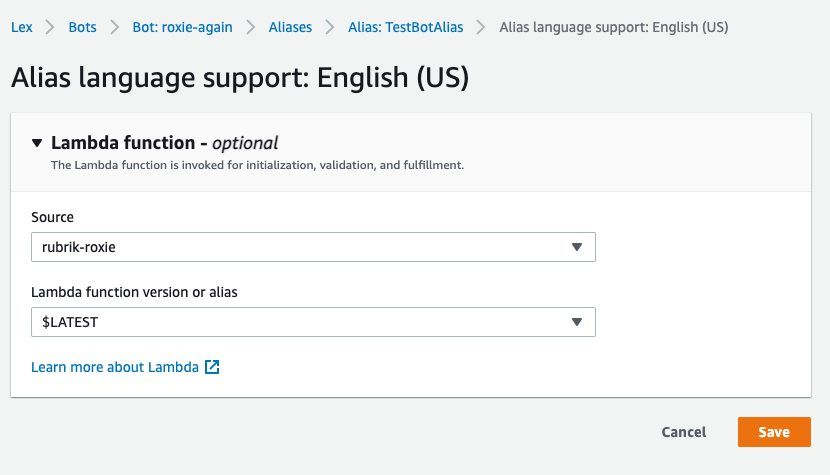 Lex > Bots > Bot: roxie-again > Aliases > Alias: TestBotAlias > Alias language support: English (US)
Alias language support: English (US)
Lambda function - optional
The Lambda function is invoked for initialization, validation, and fulfillment.
Source
rubrik-roxie
Lambda function version or alias
$LATEST
Learn more about Lambda
Cancel Save